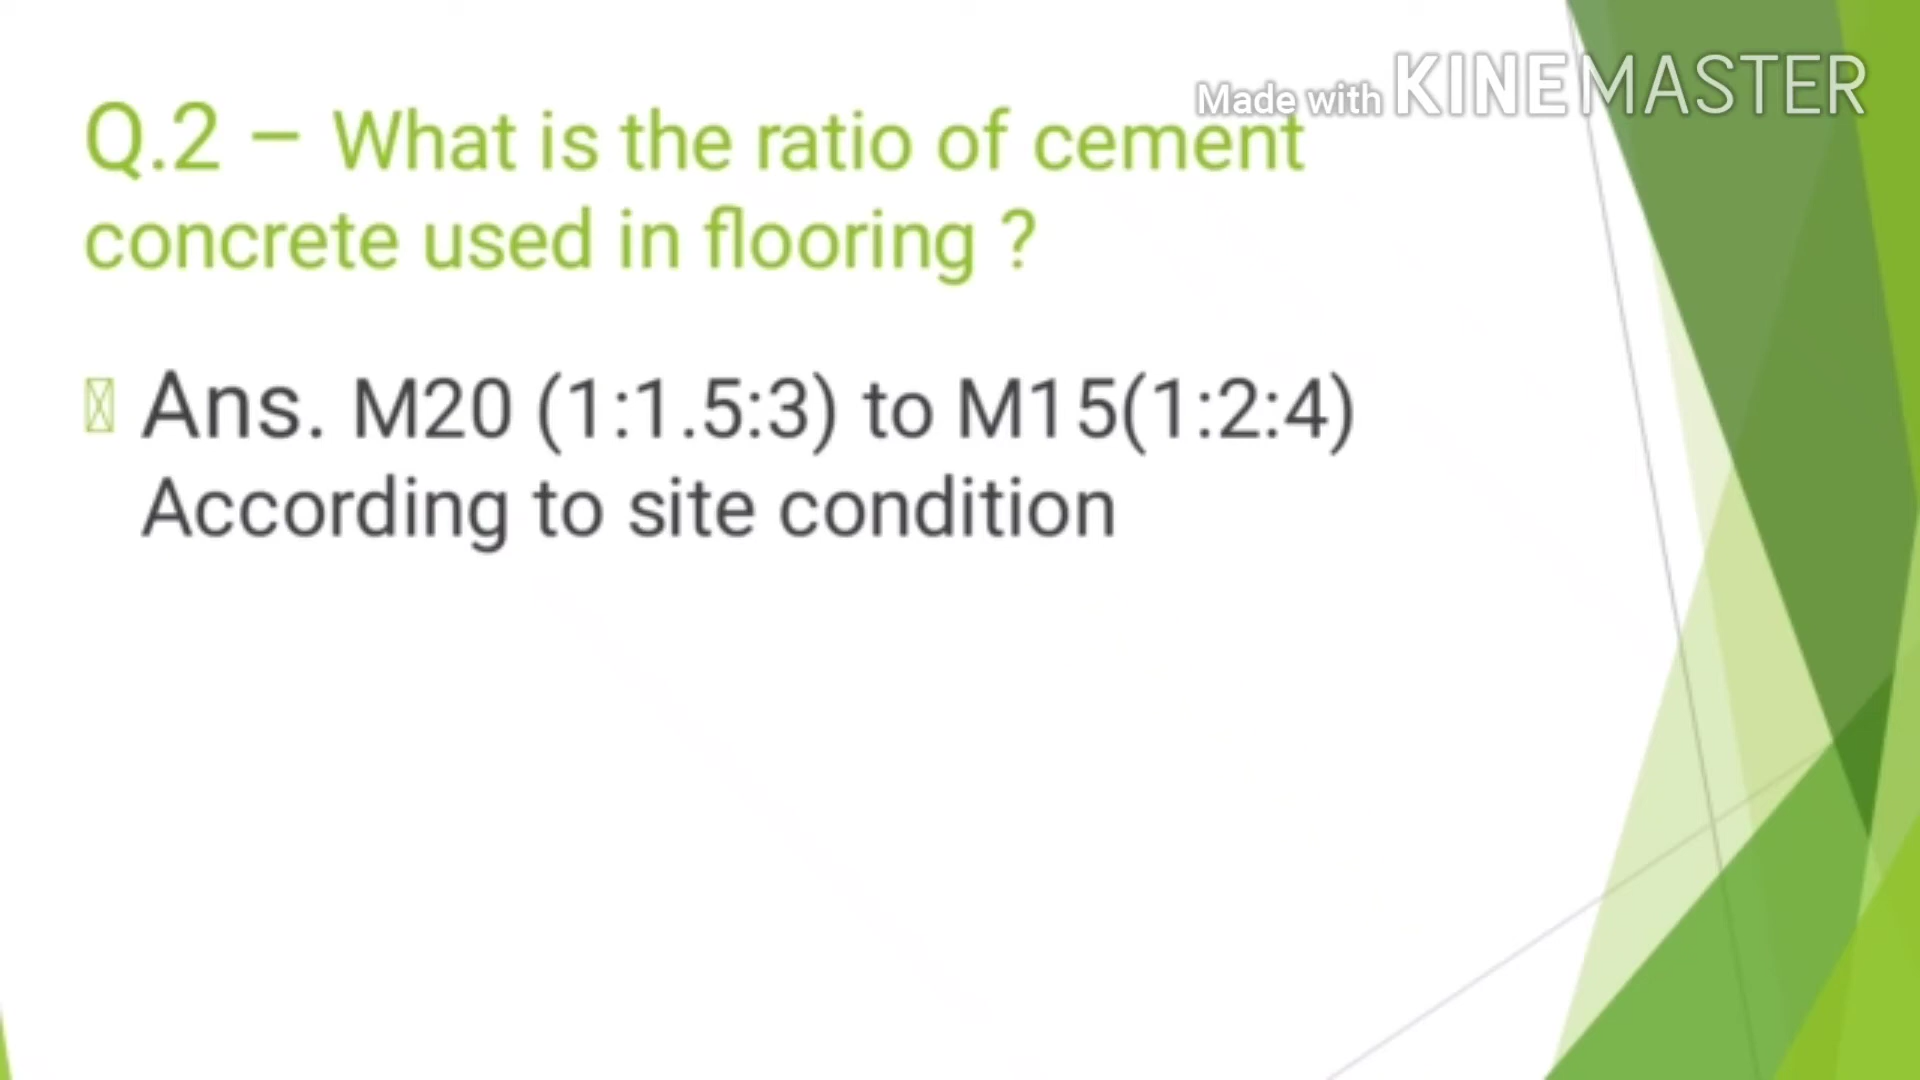 Made with KINEMASTER
Q.2 – What is the ratio of cement
concrete used in flooring ?
Ans. M20 (1:1.5:3) to M15(1:2:4)
According to site condition